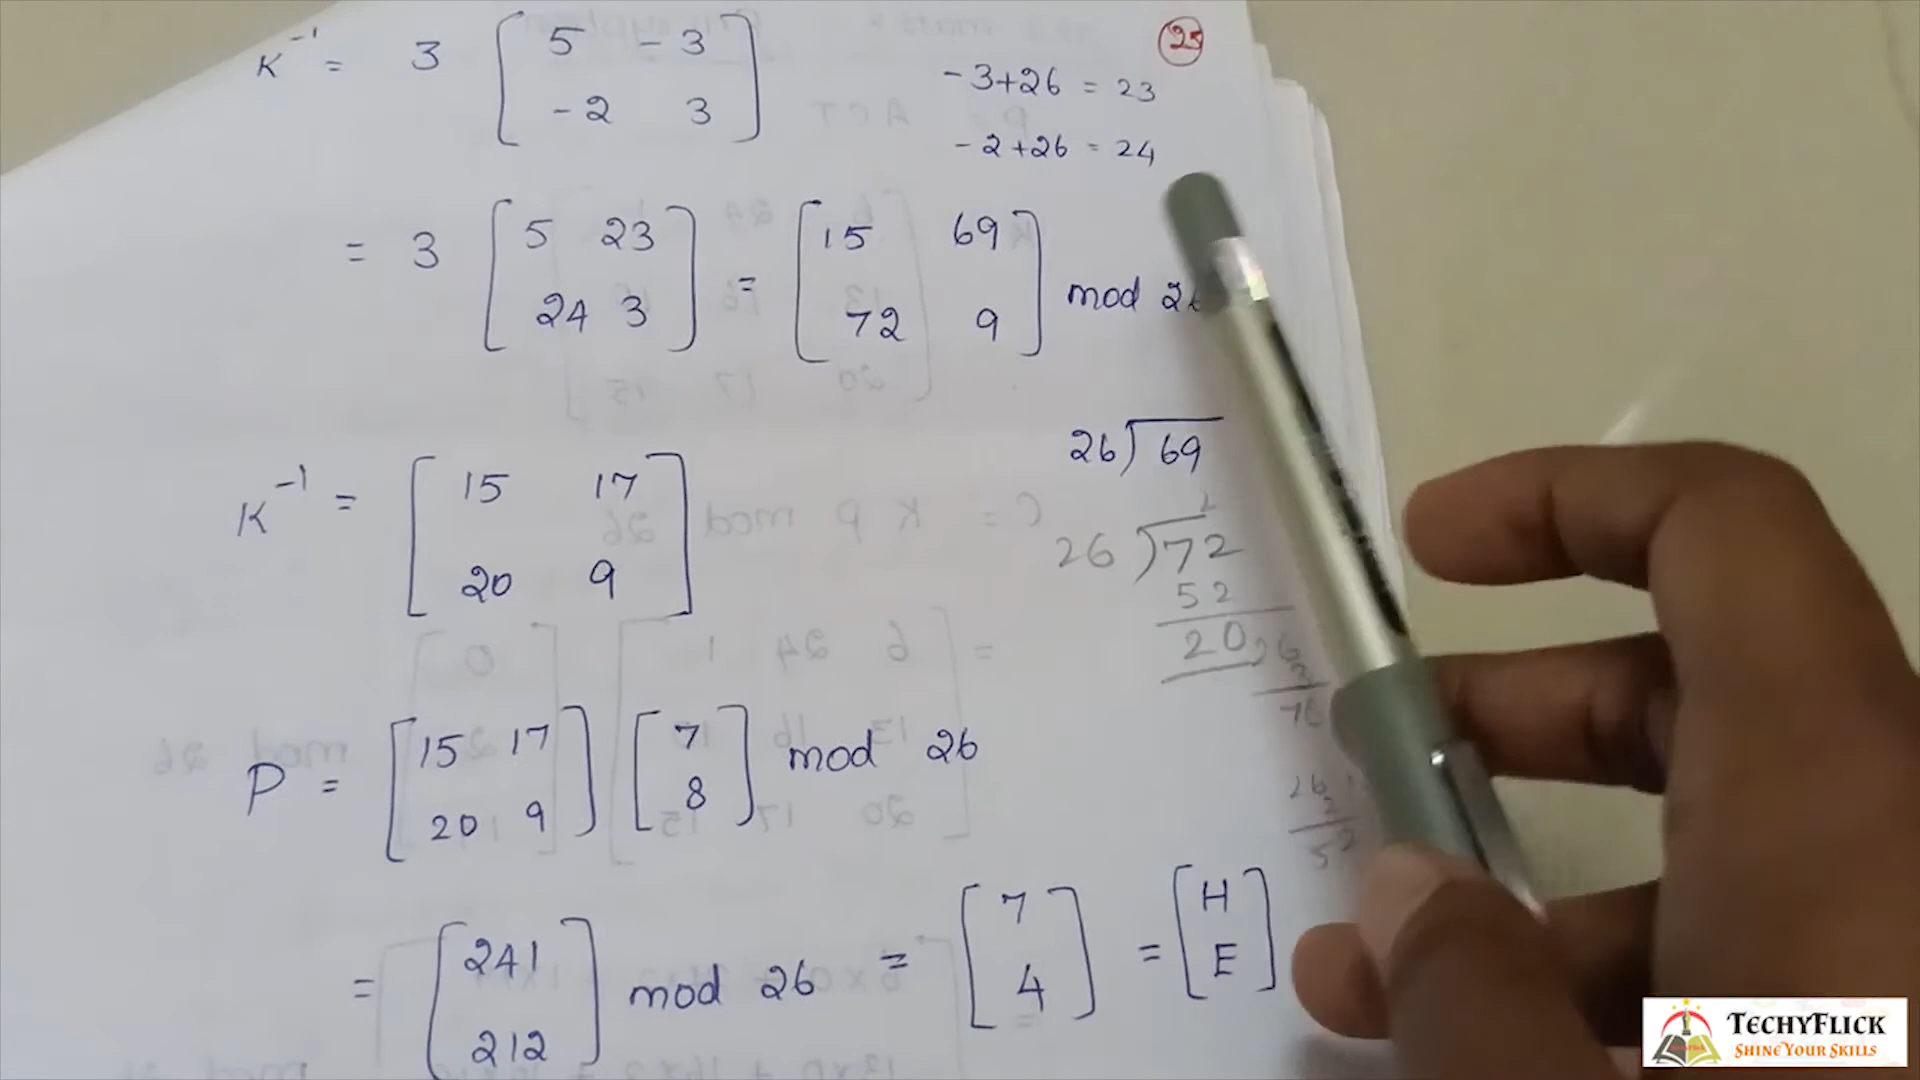 25
K⁻¹ = 3 [ 5 -3
-2 3 ]
-3+26 = 23
-2+26 = 24
= 3 [ 5 23
24 3 ] = [ 15 69
72 9 ] mod 26
26)69
K⁻¹ = [ 15 17
20 9 ]
2
26)72
52
20
P = [ 15 17
20 9 ] [ 7
8 ] mod 26
= [ 241
212 ] mod 26 = [ 7
4 ] = [ H
E ]
TECHYFLICK
SHINE YOUR SKILLS